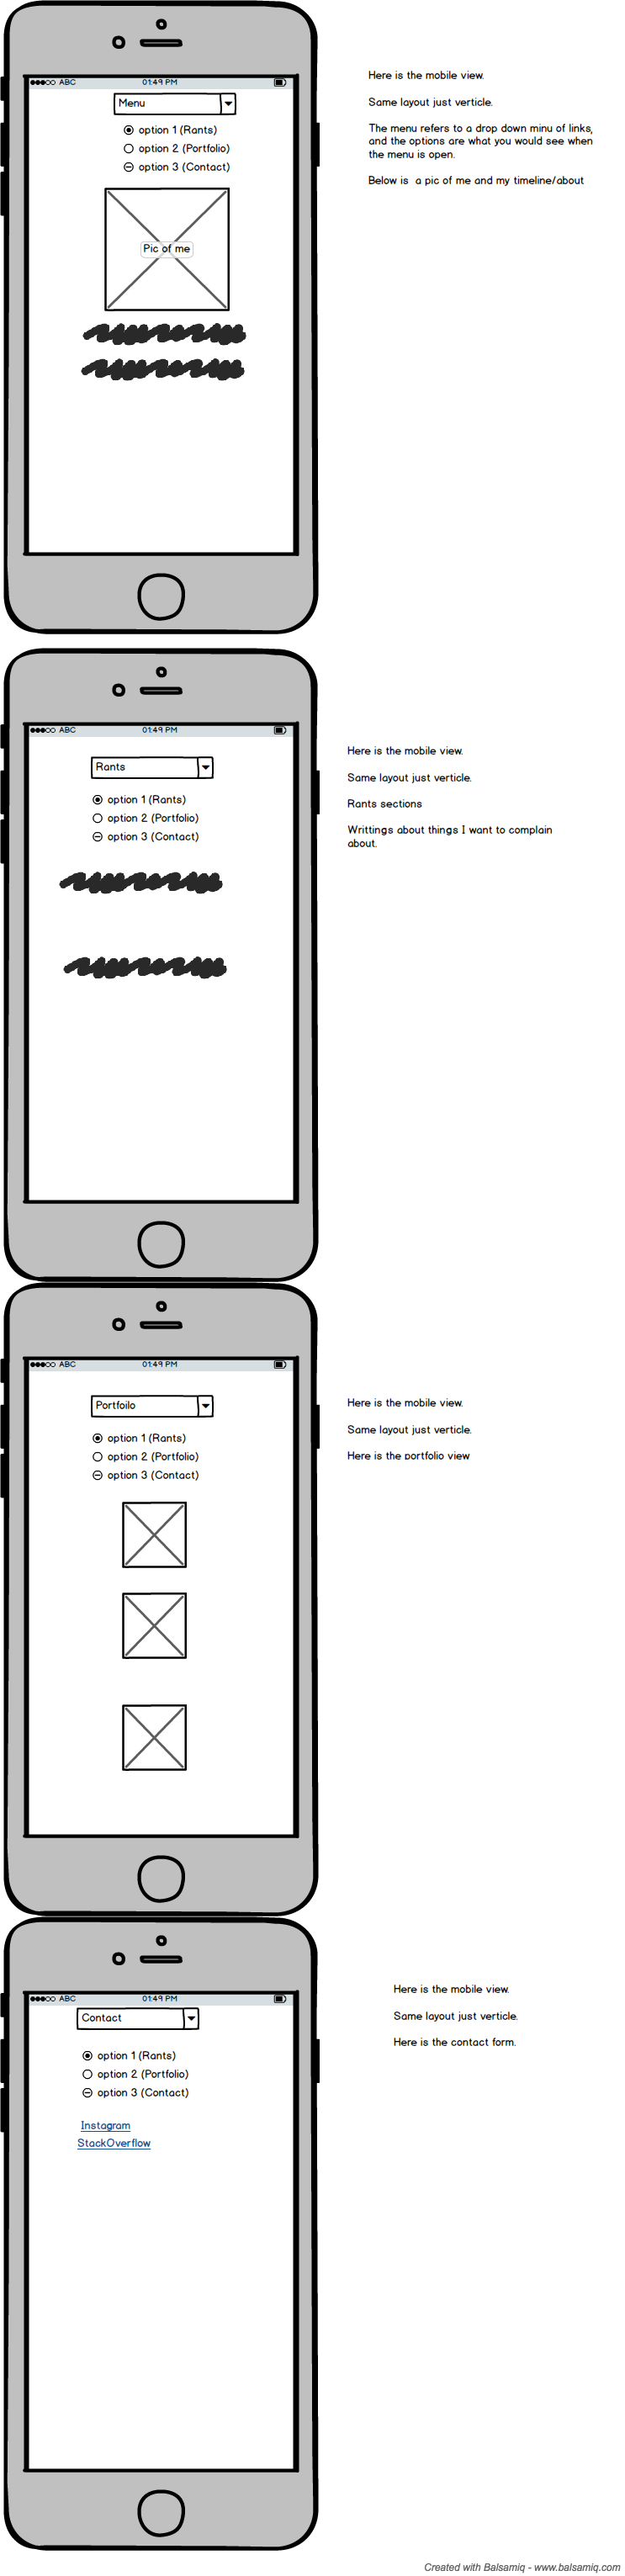 ABC 01:49 PM
Menu
option 1 (Rants)
option 2 (Portfolio)
option 3 (Contact)
Pic of me
Here is the mobile view.
Same layout just verticle.
The menu refers to a drop down minu of links,
and the options are what you would see when
the menu is open.
Below is a pic of me and my timeline/about
ABC 01:49 PM
Rants
option 1 (Rants)
option 2 (Portfolio)
option 3 (Contact)
Here is the mobile view.
Same layout just verticle.
Rants sections
Writtings about things I want to complain
about.
ABC 01:49 PM
Portfoilo
option 1 (Rants)
option 2 (Portfolio)
option 3 (Contact)
Here is the mobile view.
Same layout just verticle.
Here is the portfolio view
ABC 01:49 PM
Contact
option 1 (Rants)
option 2 (Portfolio)
option 3 (Contact)
Instagram
StackOverflow
Here is the mobile view.
Same layout just verticle.
Here is the contact form.
Created with Balsamiq - www.balsamiq.com